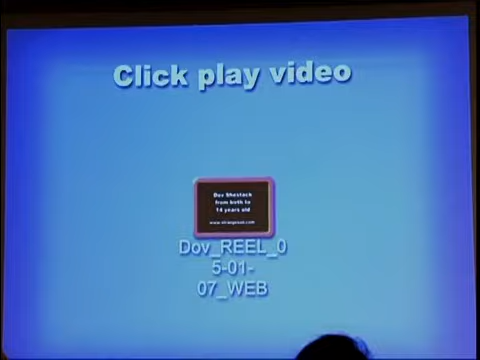 Click play video
Dov Shestack
from birth to
14 years old
Dov_REEL_0
5-01-
07_WEB